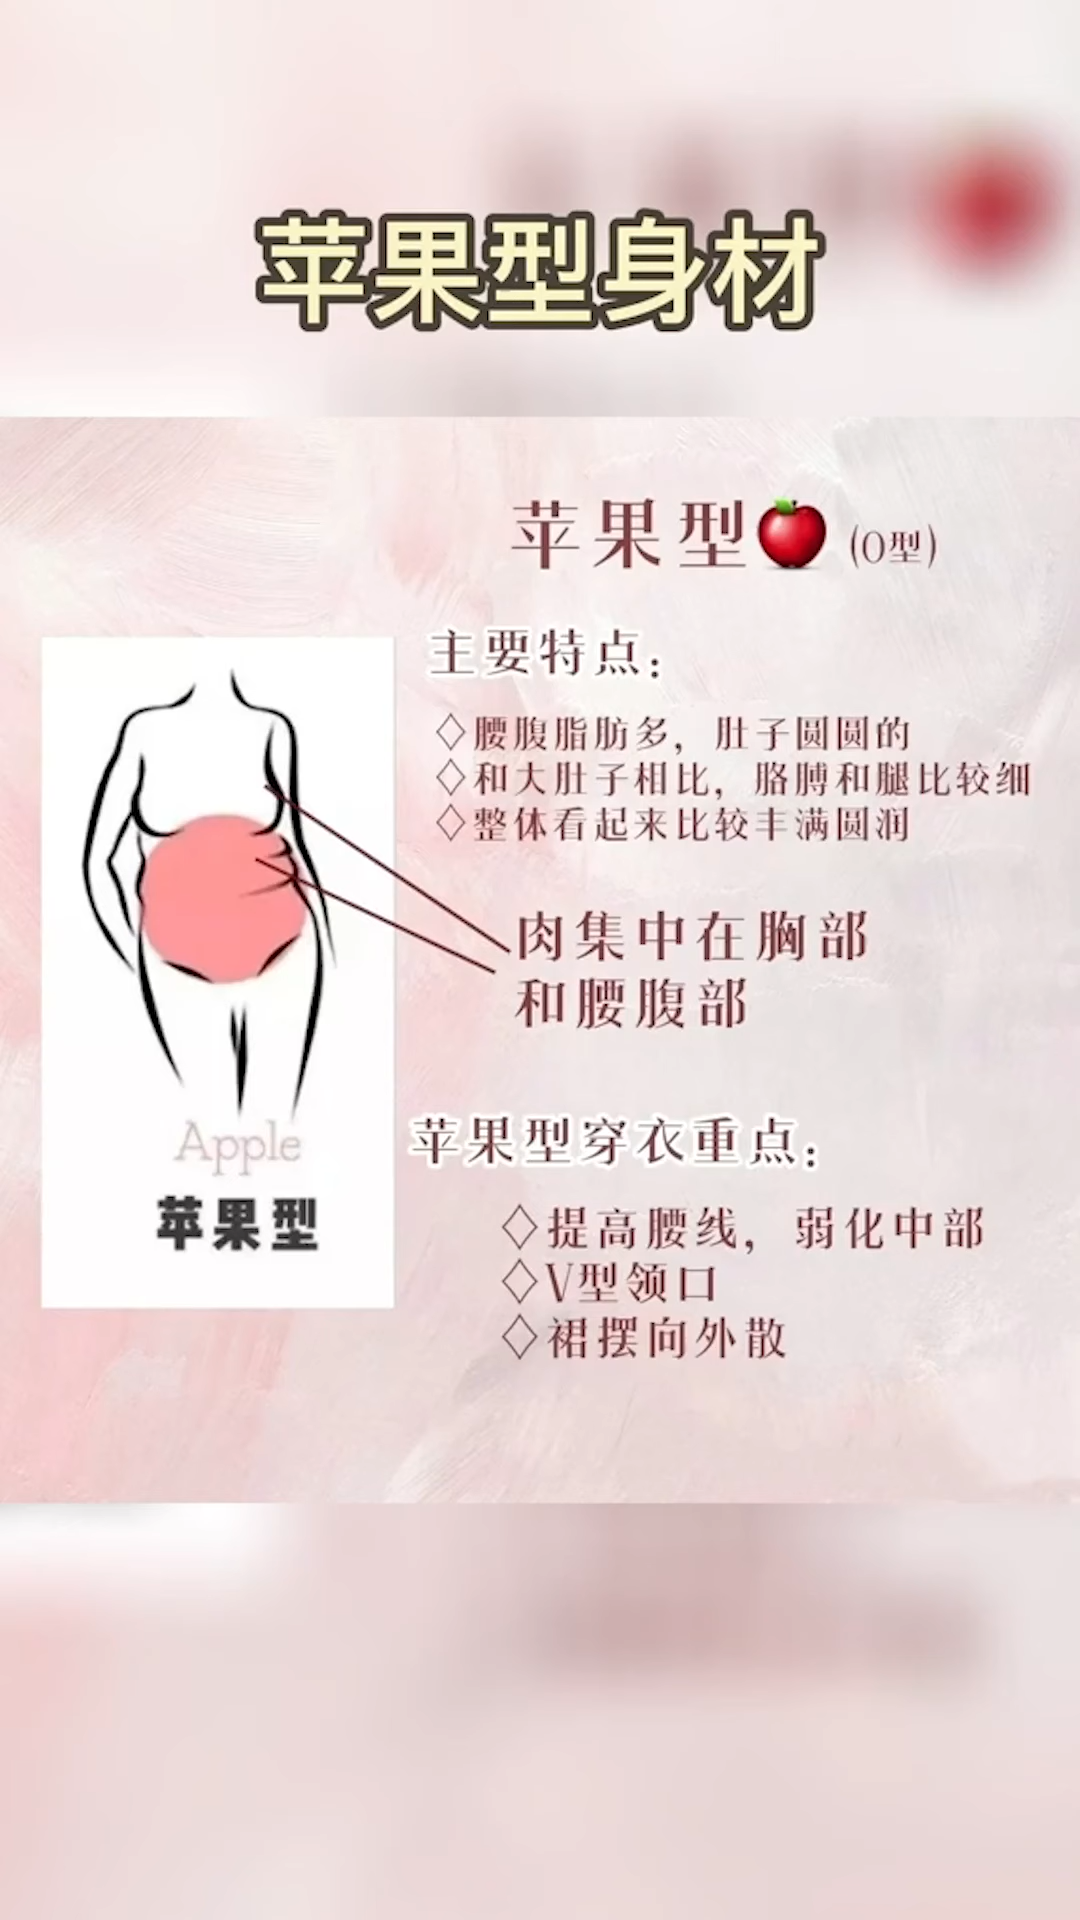 苹果型身材
苹果型🍎(O型)
主要特点：
◇腰腹脂肪多，肚子圆圆的
◇和大肚子相比，胳膊和腿比较细
◇整体看起来比较丰满圆润
肉集中在胸部
和腰腹部
Apple
苹果型
苹果型穿衣重点：
◇提高腰线，弱化中部
◇V型领口
◇裙摆向外散